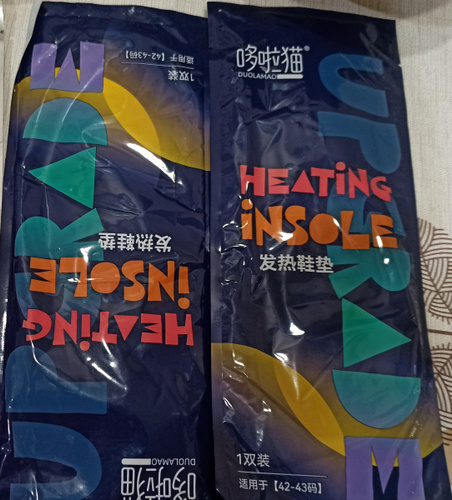 哆啦猫®
DUOLAMAO
UPGRADE
HEATING
INSOLE
发热鞋垫
1双装
适用于【42-43码】
哆啦猫
DUOLAMAO
UPGRADE
HEATING
INSOLE
发热鞋垫
1双装
适用于【42-43码】